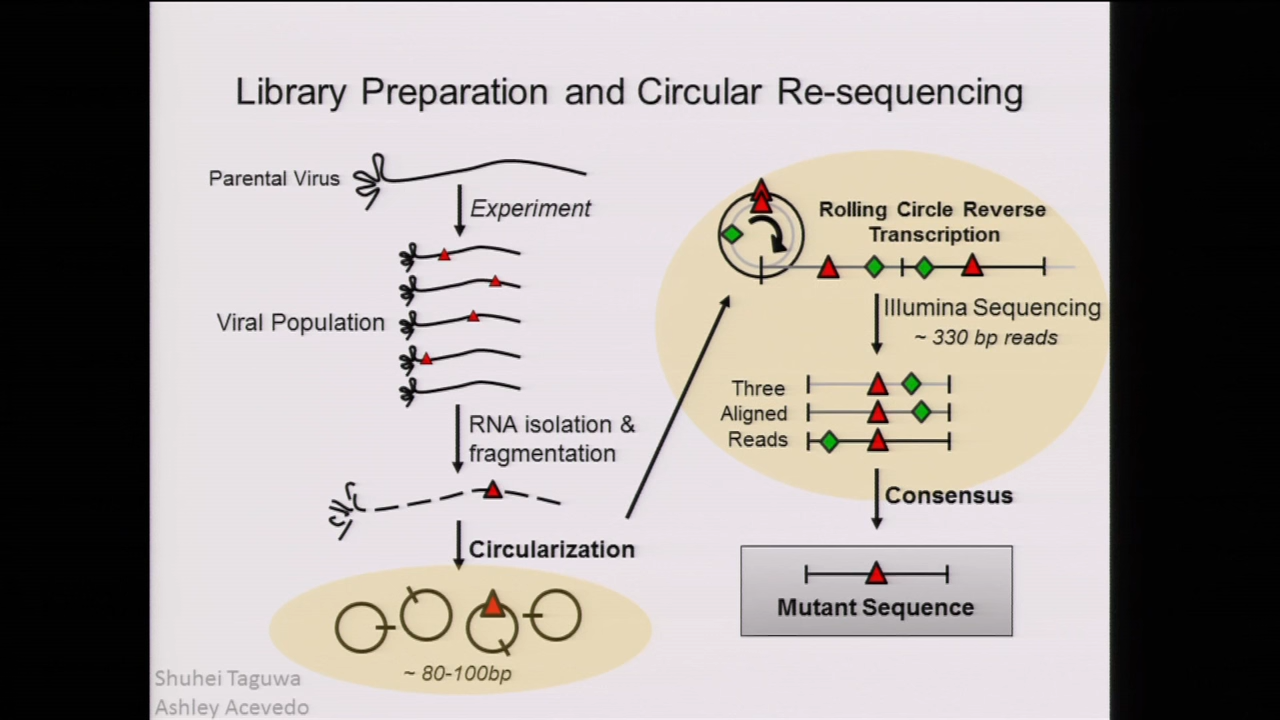 Library Preparation and Circular Re-sequencing
Parental Virus
Experiment
Viral Population
RNA isolation &
fragmentation
Circularization
~ 80-100bp
Rolling Circle Reverse
Transcription
Illumina Sequencing
~ 330 bp reads
Three
Aligned
Reads
Consensus
Mutant Sequence
Shuhei Taguwa
Ashley Acevedo